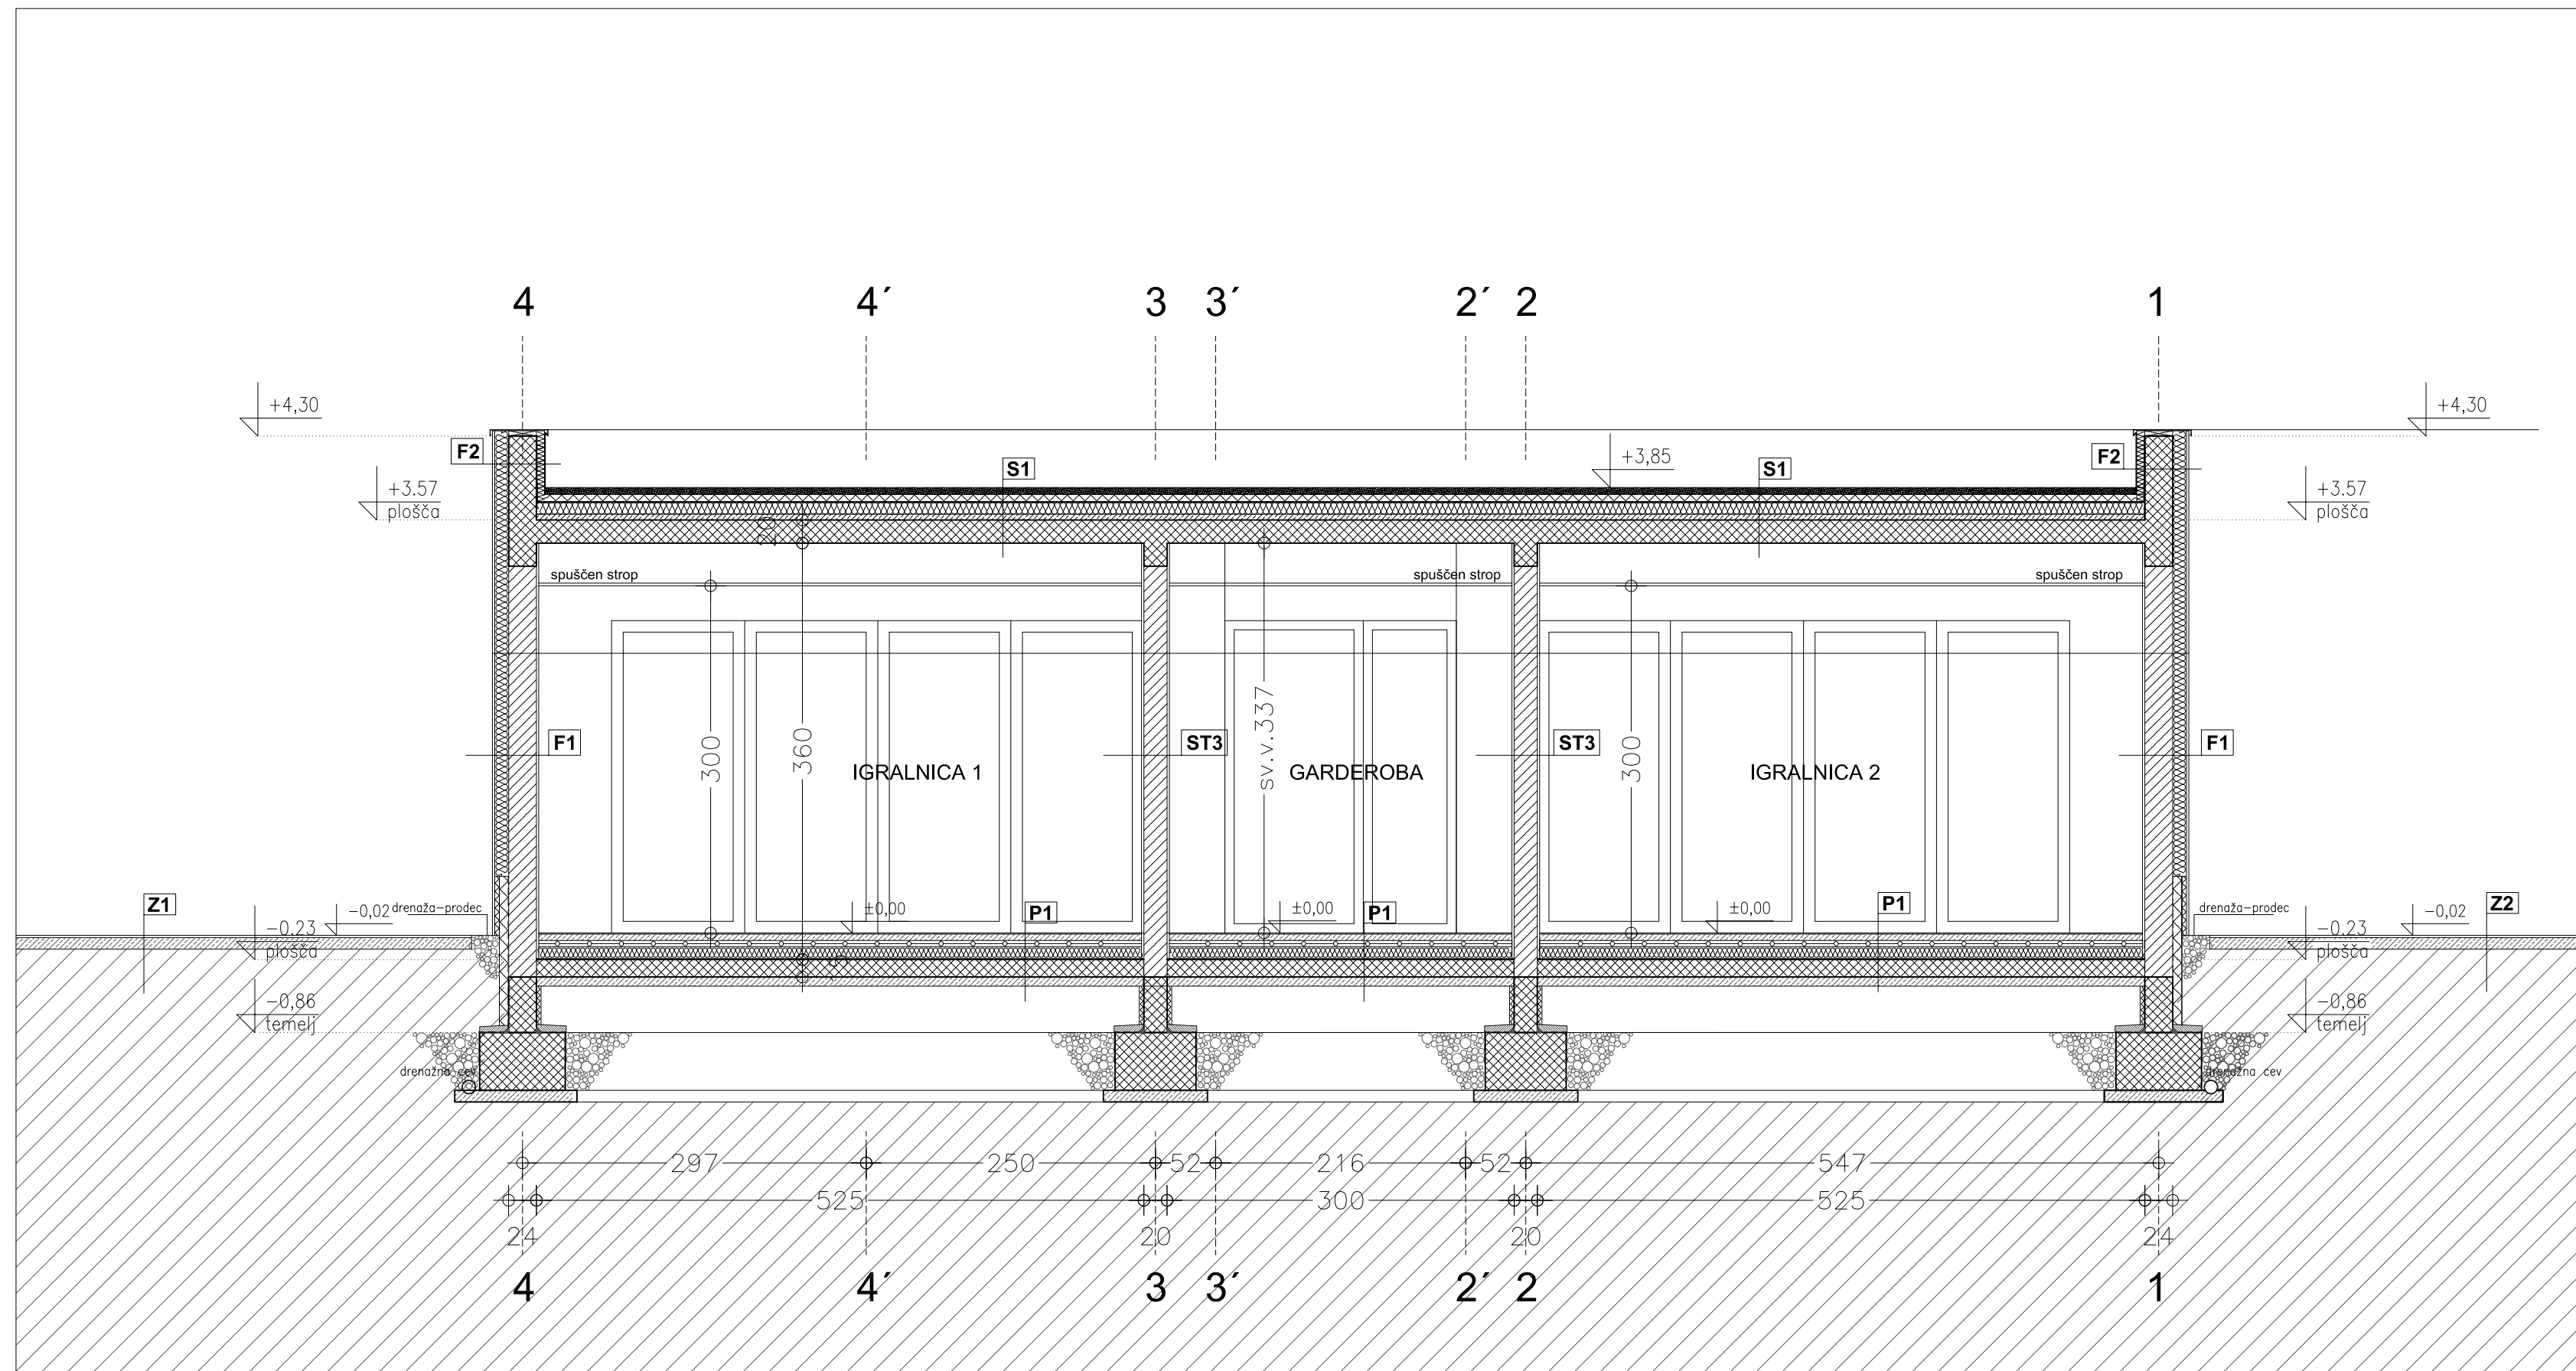 4 4´ 3 3´ 2´ 2 1
+4,30 +4,30
F2 F2
S1 +3,85 S1
+3.57 +3.57
plošča plošča
20
spuščen strop spuščen strop spuščen strop
F1 300 360 ST3 sv.v.337 ST3 300 F1
IGRALNICA 1 GARDEROBA IGRALNICA 2
Z1 -0,02 drenaža-prodec ±0,00 P1 ±0,00 P1 ±0,00 P1 drenaža-prodec -0,02 Z2
-0.23 -0.23
plošča plošča
-0,86 -0,86
temelj temelj
drenažna cev drenažna cev
297 250 52 216 52 547
525 300 525
24 20 20 24
4 4´ 3 3´ 2´ 2 1